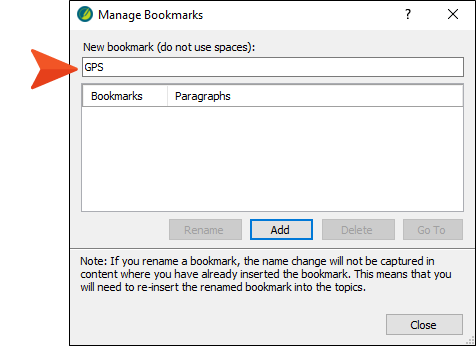 Manage Bookmarks
New bookmark (do not use spaces):
GPS
Bookmarks Paragraphs
Rename Add Delete Go To
Note: If you rename a bookmark, the name change will not be captured in
content where you have already inserted the bookmark. This means that you
will need to re-insert the renamed bookmark into the topics.
Close